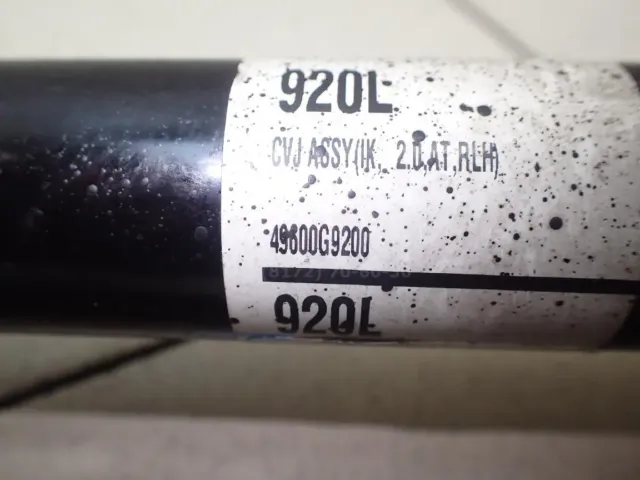 920L
CVJ ASSY(IK, 2.0,AT,RLH)
49600G9200
920L